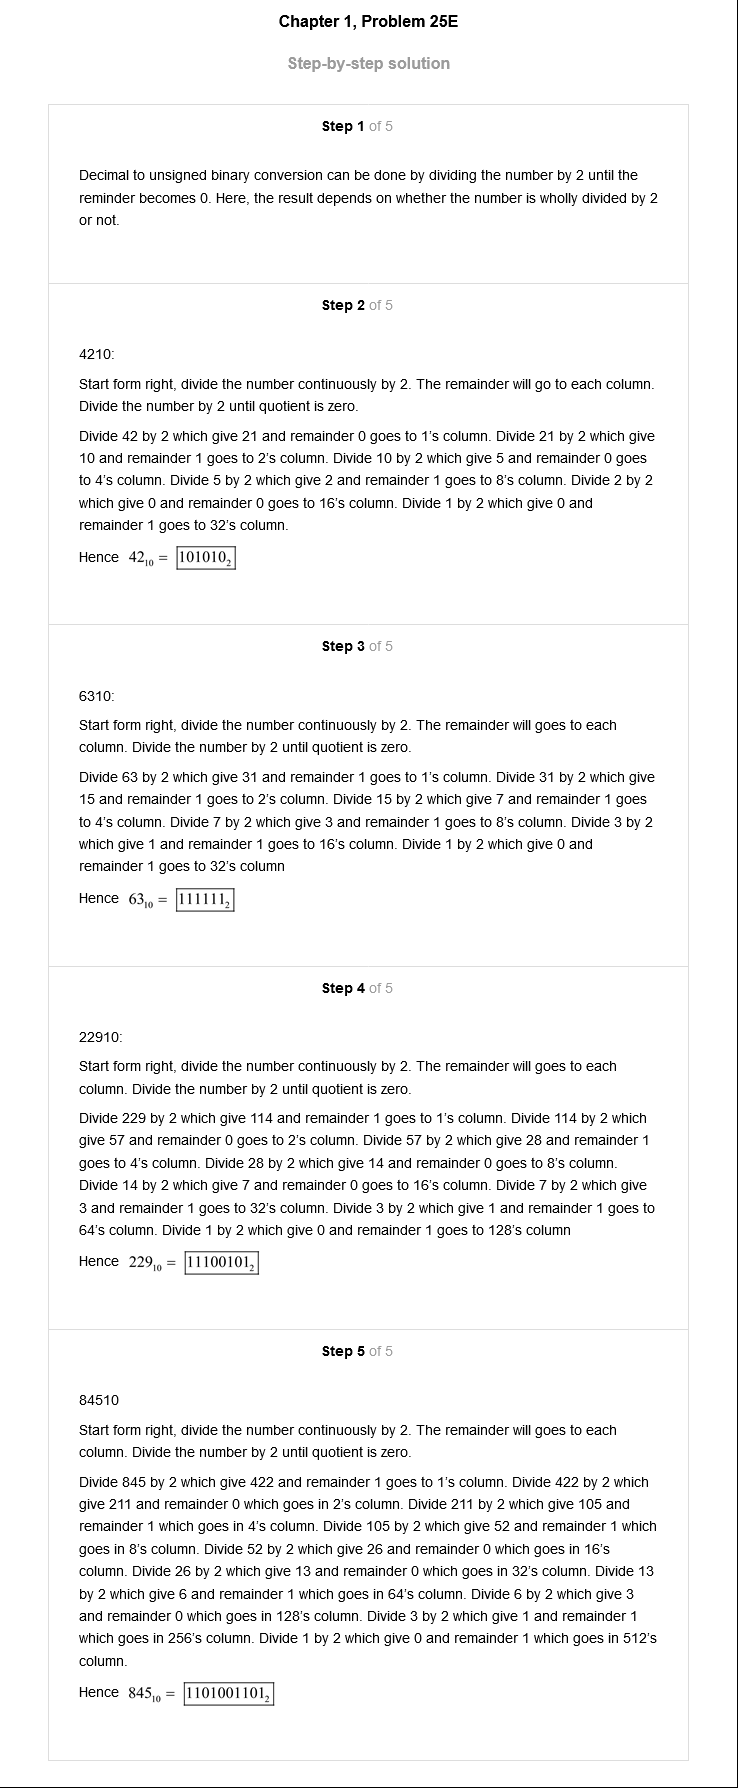 Chapter 1, Problem 25E
Step-by-step solution
Step 1 of 5
Decimal to unsigned binary conversion can be done by dividing the number by 2 until the
reminder becomes 0. Here, the result depends on whether the number is wholly divided by 2
or not.
Step 2 of 5
4210:
Start form right, divide the number continuously by 2. The remainder will go to each column.
Divide the number by 2 until quotient is zero.
Divide 42 by 2 which give 21 and remainder 0 goes to 1's column. Divide 21 by 2 which give
10 and remainder 1 goes to 2's column. Divide 10 by 2 which give 5 and remainder 0 goes
to 4's column. Divide 5 by 2 which give 2 and remainder 1 goes to 8's column. Divide 2 by 2
which give 0 and remainder 0 goes to 16's column. Divide 1 by 2 which give 0 and
remainder 1 goes to 32's column.
Hence 42₁₀ = 101010₂
Step 3 of 5
6310:
Start form right, divide the number continuously by 2. The remainder will goes to each
column. Divide the number by 2 until quotient is zero.
Divide 63 by 2 which give 31 and remainder 1 goes to 1's column. Divide 31 by 2 which give
15 and remainder 1 goes to 2's column. Divide 15 by 2 which give 7 and remainder 1 goes
to 4's column. Divide 7 by 2 which give 3 and remainder 1 goes to 8's column. Divide 3 by 2
which give 1 and remainder 1 goes to 16's column. Divide 1 by 2 which give 0 and
remainder 1 goes to 32's column
Hence 63₁₀ = 111111₂
Step 4 of 5
22910:
Start form right, divide the number continuously by 2. The remainder will goes to each
column. Divide the number by 2 until quotient is zero.
Divide 229 by 2 which give 114 and remainder 1 goes to 1's column. Divide 114 by 2 which
give 57 and remainder 0 goes to 2's column. Divide 57 by 2 which give 28 and remainder 1
goes to 4's column. Divide 28 by 2 which give 14 and remainder 0 goes to 8's column.
Divide 14 by 2 which give 7 and remainder 0 goes to 16's column. Divide 7 by 2 which give
3 and remainder 1 goes to 32's column. Divide 3 by 2 which give 1 and remainder 1 goes to
64's column. Divide 1 by 2 which give 0 and remainder 1 goes to 128's column
Hence 229₁₀ = 11100101₂
Step 5 of 5
84510
Start form right, divide the number continuously by 2. The remainder will goes to each
column. Divide the number by 2 until quotient is zero.
Divide 845 by 2 which give 422 and remainder 1 goes to 1's column. Divide 422 by 2 which
give 211 and remainder 0 which goes in 2's column. Divide 211 by 2 which give 105 and
remainder 1 which goes in 4's column. Divide 105 by 2 which give 52 and remainder 1 which
goes in 8's column. Divide 52 by 2 which give 26 and remainder 0 which goes in 16's
column. Divide 26 by 2 which give 13 and remainder 0 which goes in 32's column. Divide 13
by 2 which give 6 and remainder 1 which goes in 64's column. Divide 6 by 2 which give 3
and remainder 0 which goes in 128's column. Divide 3 by 2 which give 1 and remainder 1
which goes in 256's column. Divide 1 by 2 which give 0 and remainder 1 which goes in 512's
column.
Hence 845₁₀ = 1101001101₂